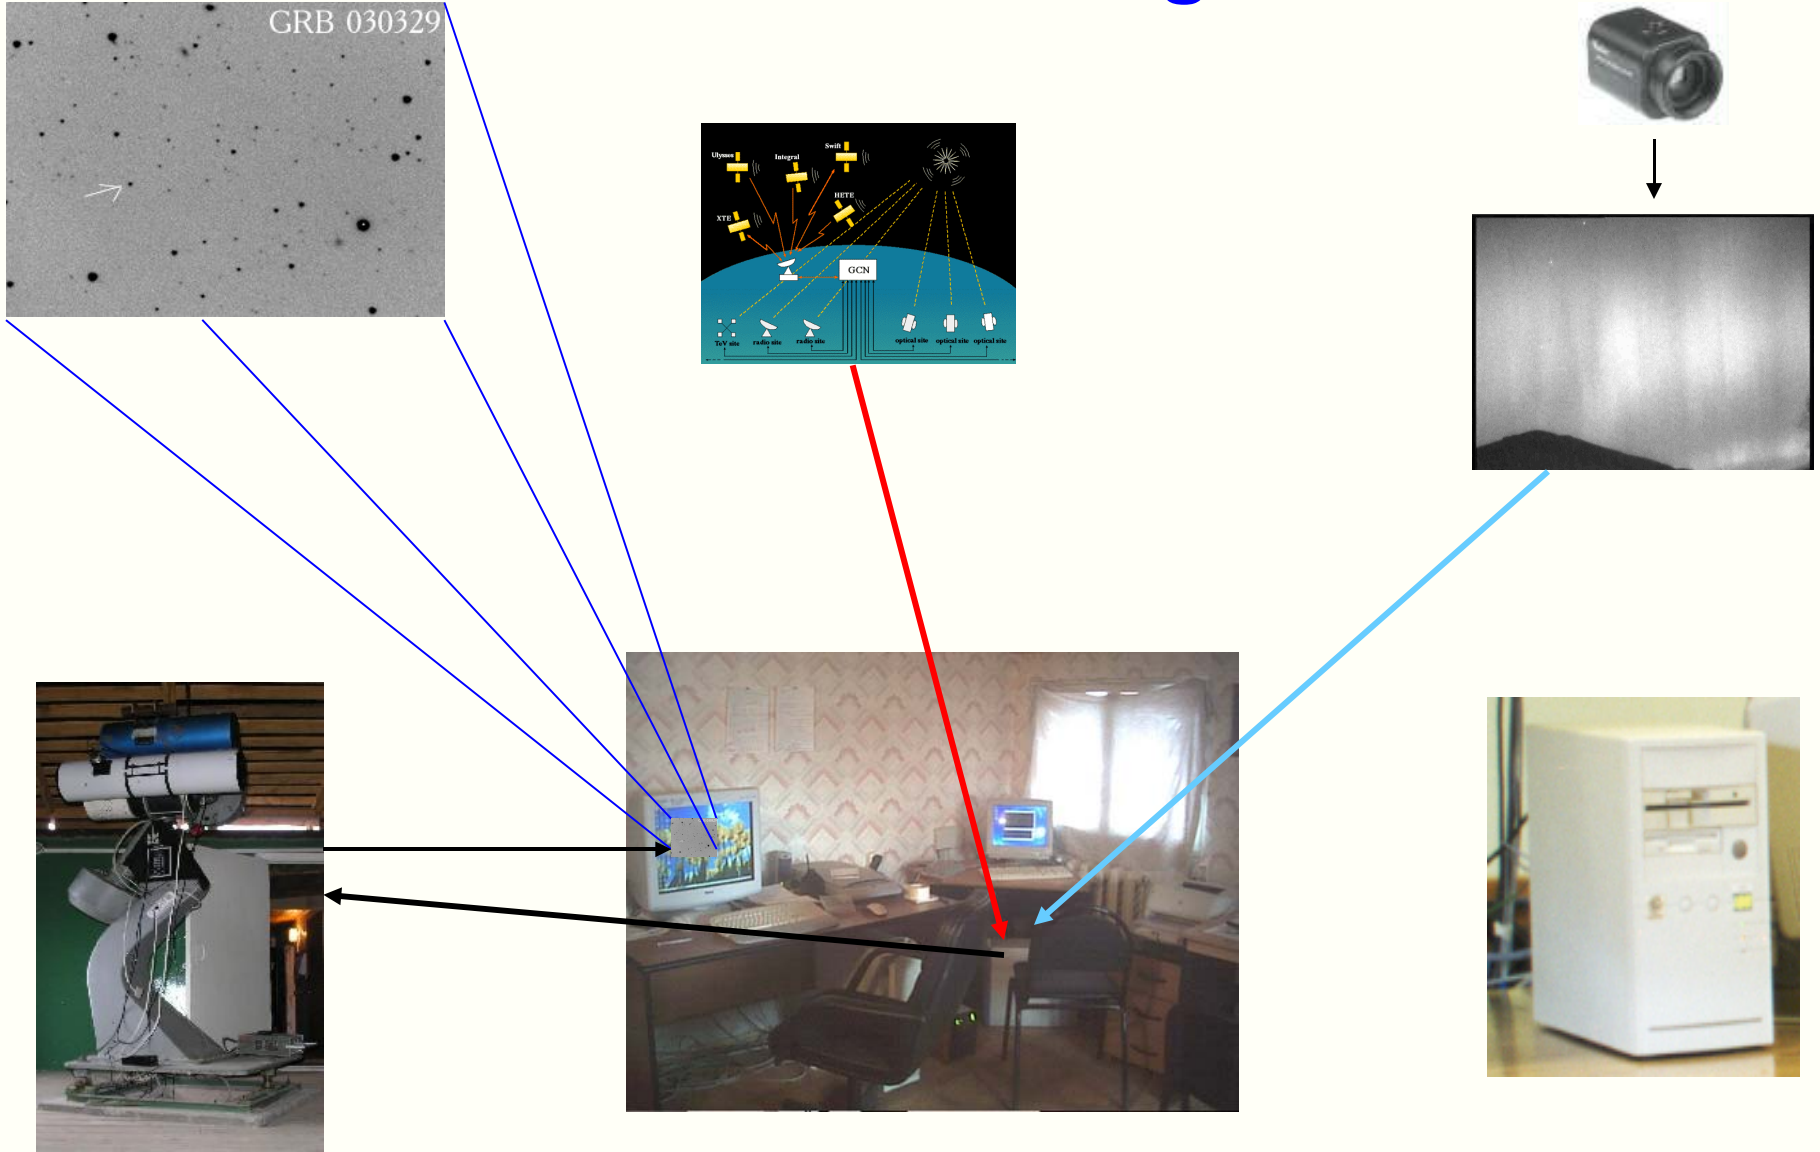 GRB 030329
Ulysses
Integral
Swift
HETE
XTE
GCN
TeV site
radio site
radio site
optical site
optical site
optical site